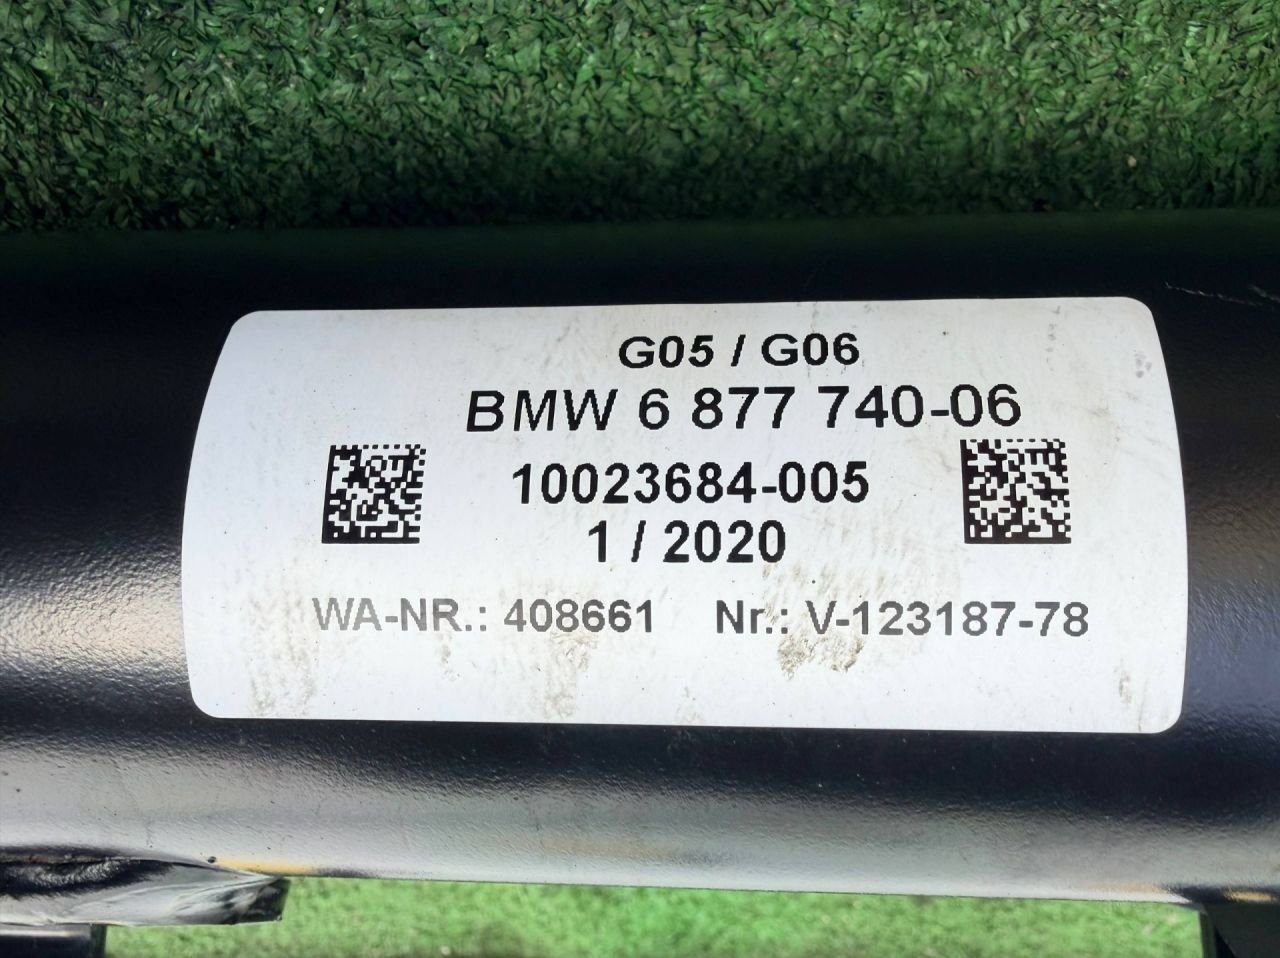 G05 / G06
BMW 6 877 740-06
10023684-005
1 / 2020
WA-NR.: 408661 Nr.: V-123187-78